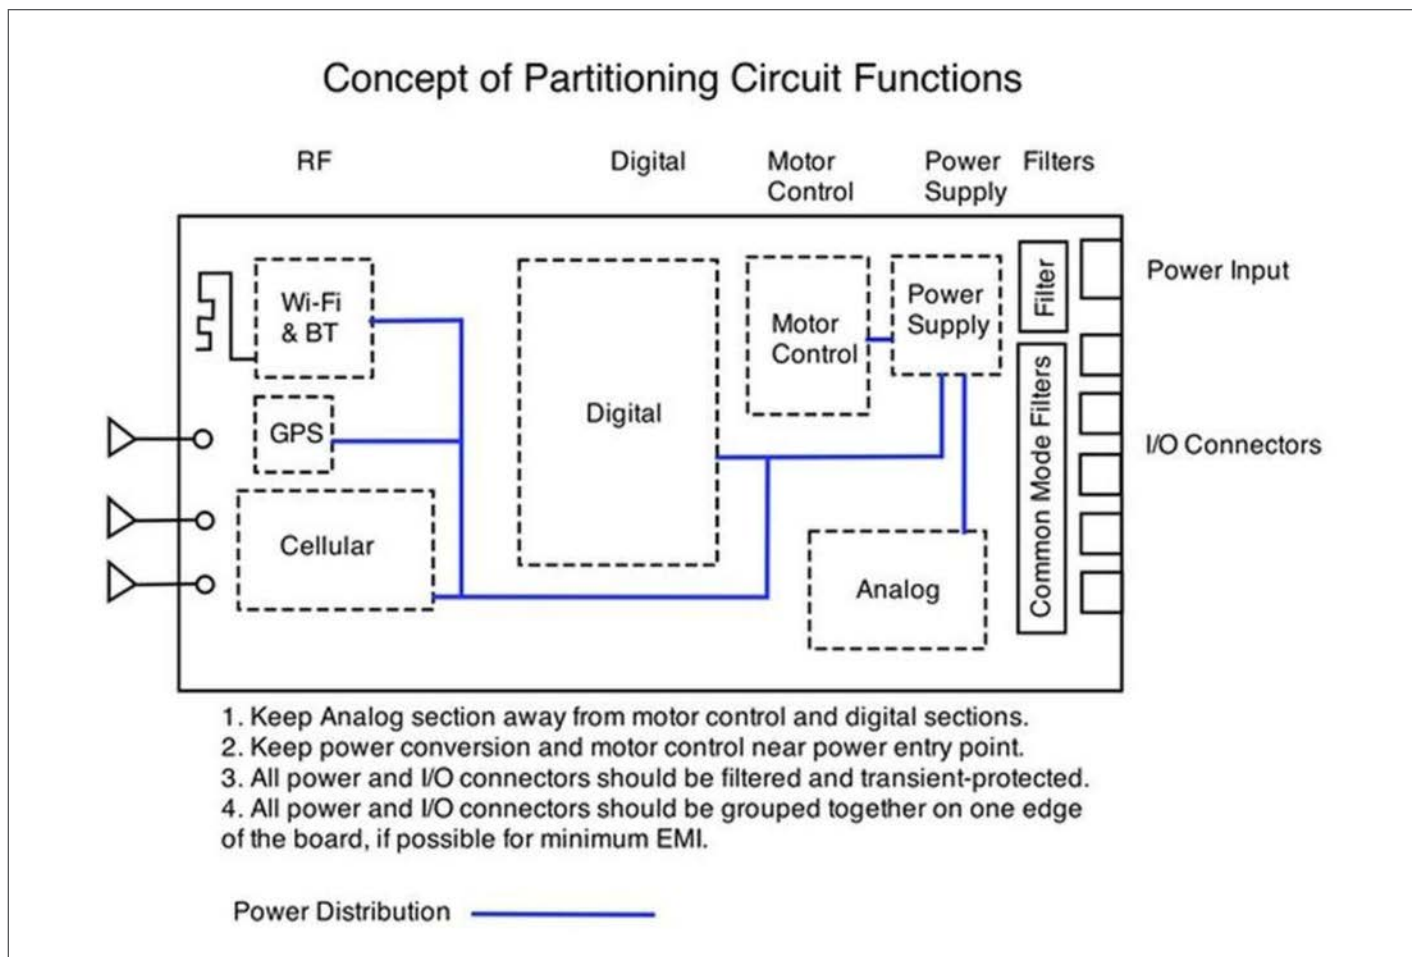 Concept of Partitioning Circuit Functions
RF
Digital
Motor
Control
Power
Supply
Filters
Wi-Fi
& BT
GPS
Cellular
Digital
Motor
Control
Power
Supply
Analog
Filter
Common Mode Filters
Power Input
I/O Connectors
1. Keep Analog section away from motor control and digital sections.
2. Keep power conversion and motor control near power entry point.
3. All power and I/O connectors should be filtered and transient-protected.
4. All power and I/O connectors should be grouped together on one edge
of the board, if possible for minimum EMI.
Power Distribution